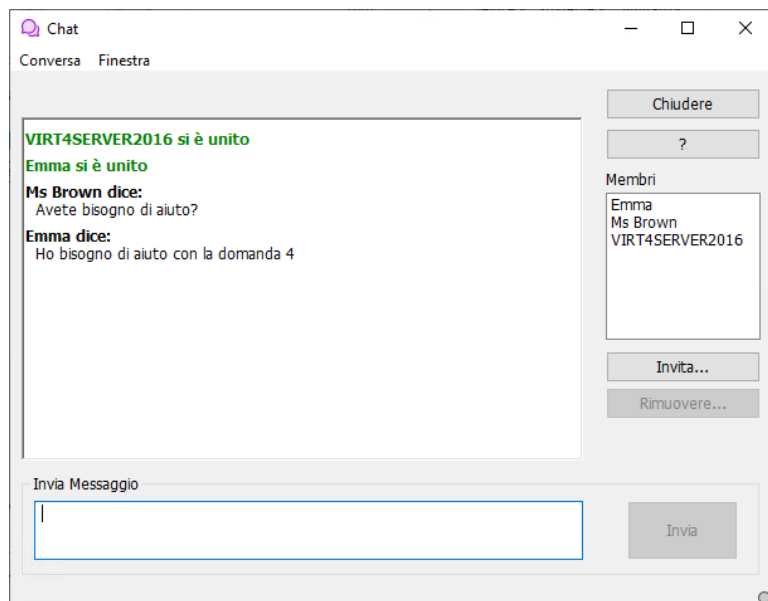 Chat
Conversa Finestra
Chiudere
?
VIRT4SERVER2016 si è unito
Emma si è unito
Ms Brown dice:
Avete bisogno di aiuto?
Emma dice:
Ho bisogno di aiuto con la domanda 4
Membri
Emma
Ms Brown
VIRT4SERVER2016
Invita...
Rimuovere...
Invia Messaggio
Invia